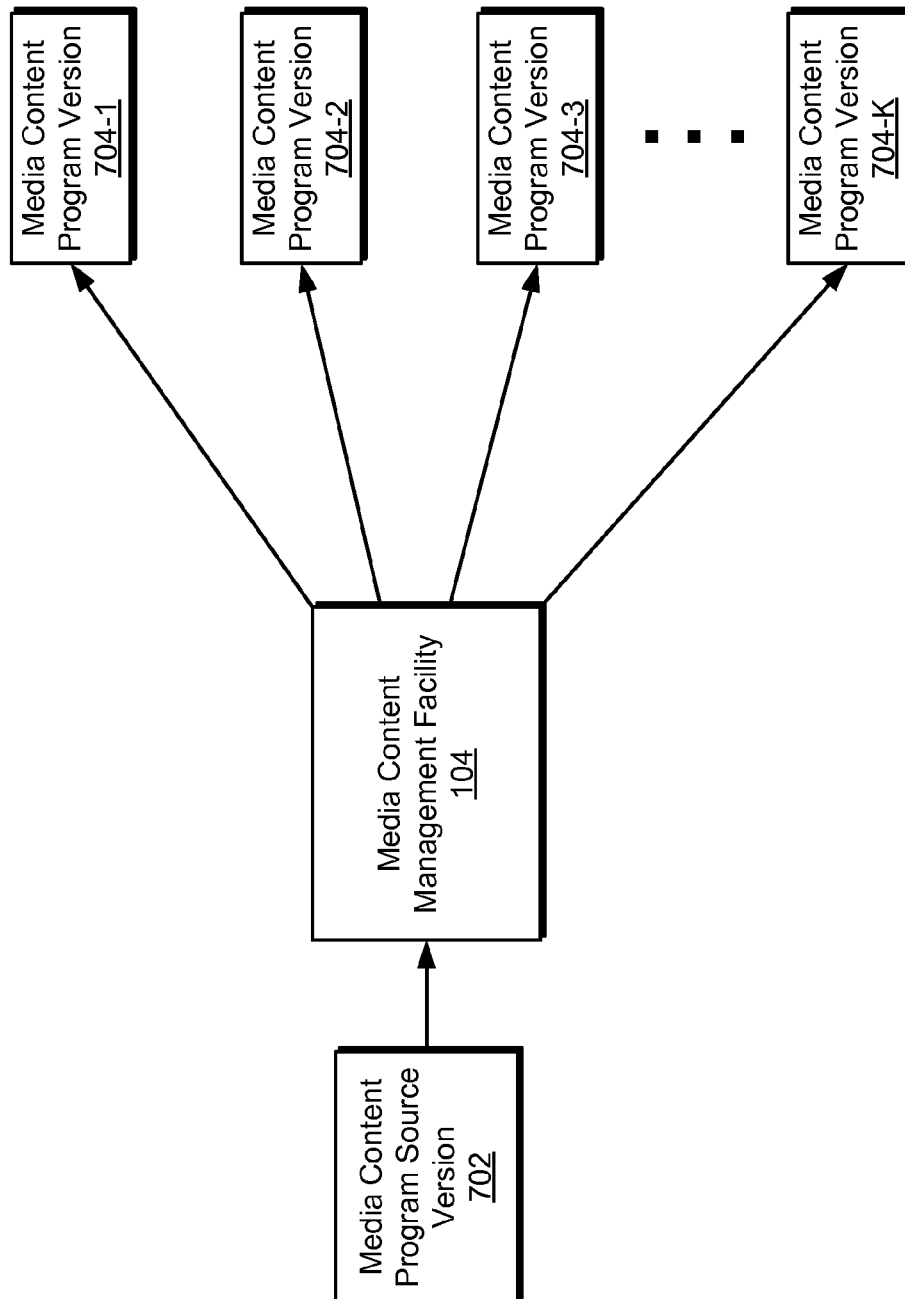 Media Content
Program Source
Version
702
Media Content
Management Facility
104
Media Content
Program Version
704-1
Media Content
Program Version
704-2
Media Content
Program Version
704-3
Media Content
Program Version
704-K